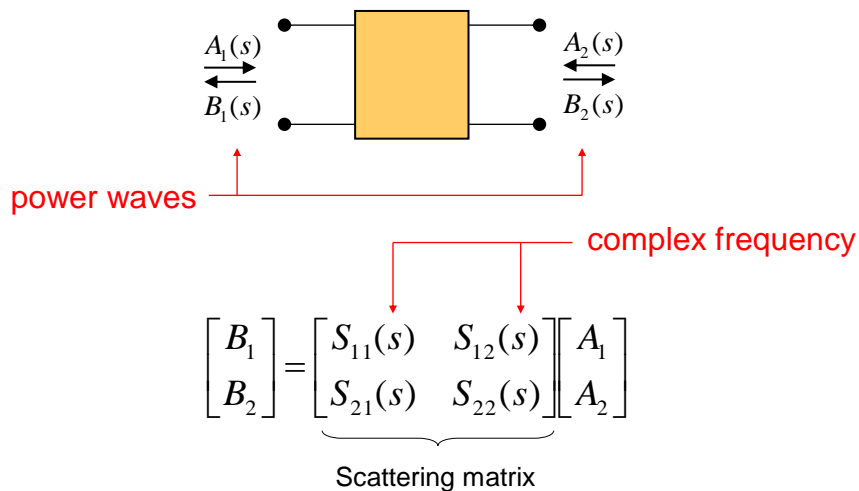 A₁(s) A₂(s)
B₁(s) B₂(s)
power waves
complex frequency
[B₁] = [S₁₁(s) S₁₂(s)] [A₁]
[B₂] [S₂₁(s) S₂₂(s)] [A₂]
Scattering matrix